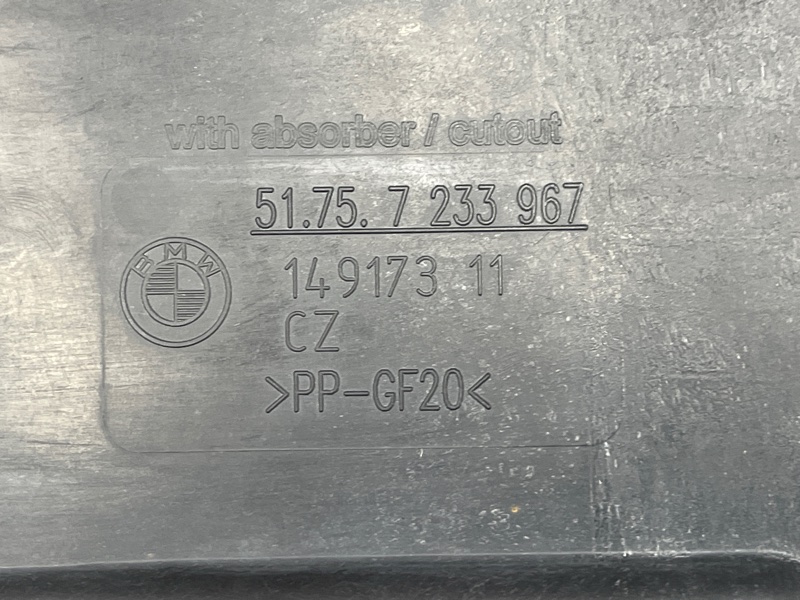 with absorber / cutout
51.75. 7 233 967
BMW
149173 11
CZ
>PP-GF20<